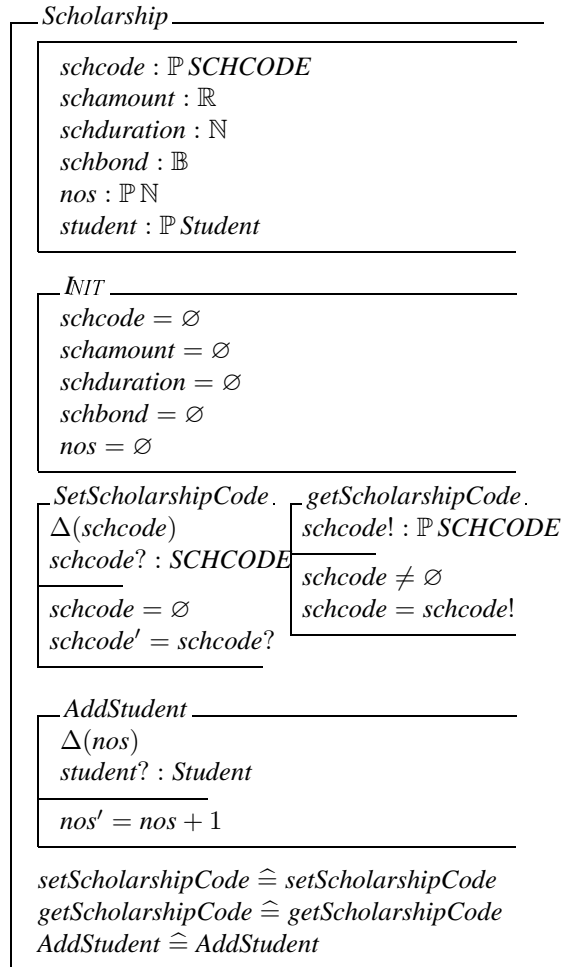 Scholarship
schcode : ℙ SCHCODE
schamount : ℝ
schduration : ℕ
schbond : 𝔹
nos : ℙ ℕ
student : ℙ Student
INIT
schcode = ∅
schamount = ∅
schduration = ∅
schbond = ∅
nos = ∅
SetScholarshipCode
Δ(schcode)
schcode? : SCHCODE
schcode = ∅
schcode′ = schcode?
getScholarshipCode
schcode! : ℙ SCHCODE
schcode ≠ ∅
schcode = schcode!
AddStudent
Δ(nos)
student? : Student
nos′ = nos + 1
setScholarshipCode ≙ setScholarshipCode
getScholarshipCode ≙ getScholarshipCode
AddStudent ≙ AddStudent